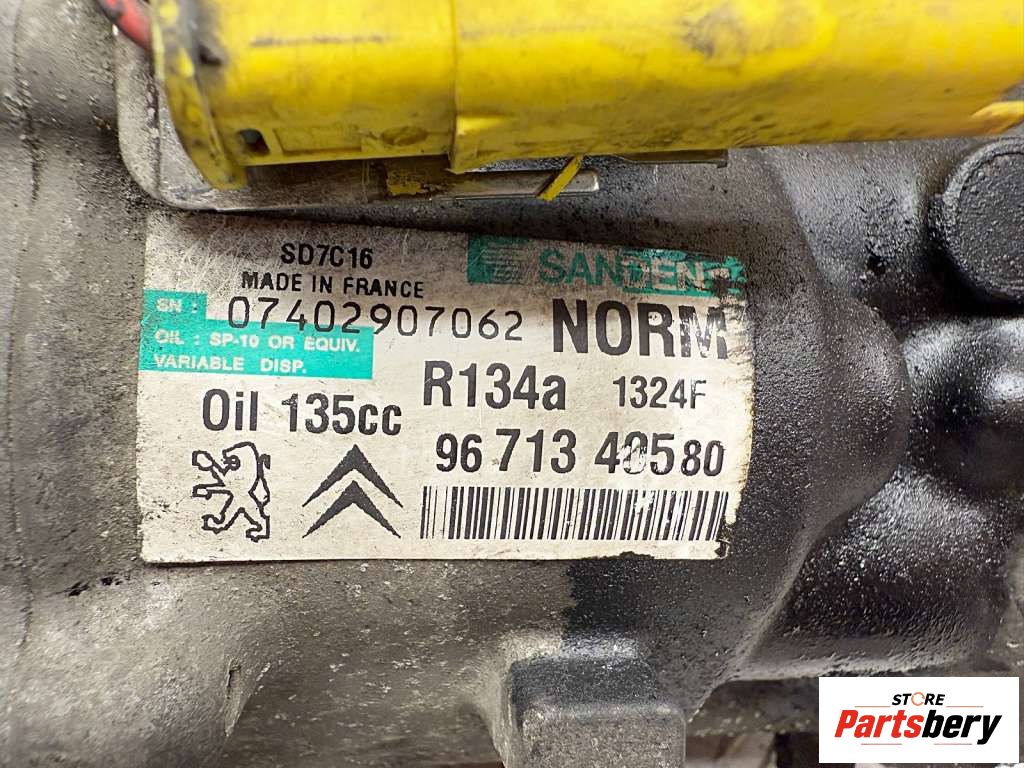 SD7C16
MADE IN FRANCE
SANDEN
SN : 07402907062
NORM
OIL : SP-10 OR EQUIV.
VARIABLE DISP.
R134a 1324F
Oil 135cc
96 713 40580
STORE
Partsbery